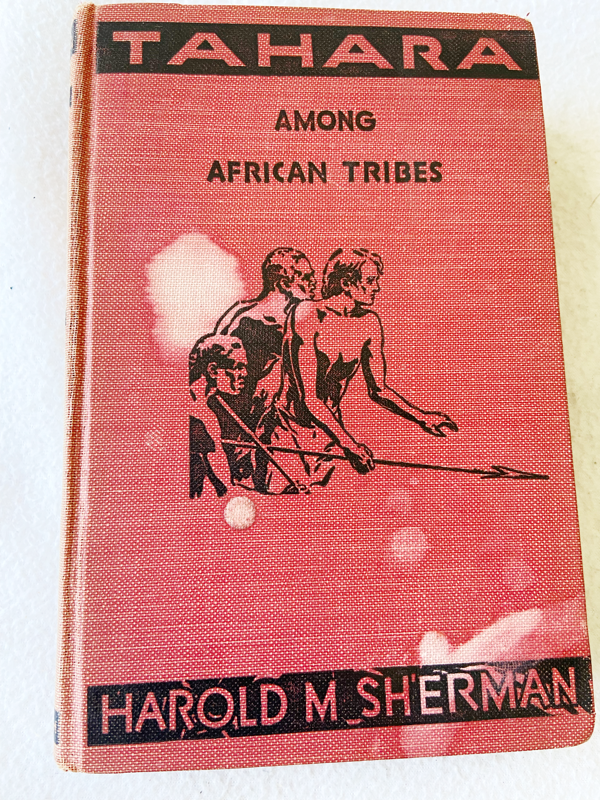 TAHARA
AMONG
AFRICAN TRIBES
HAROLD M. SHERMAN